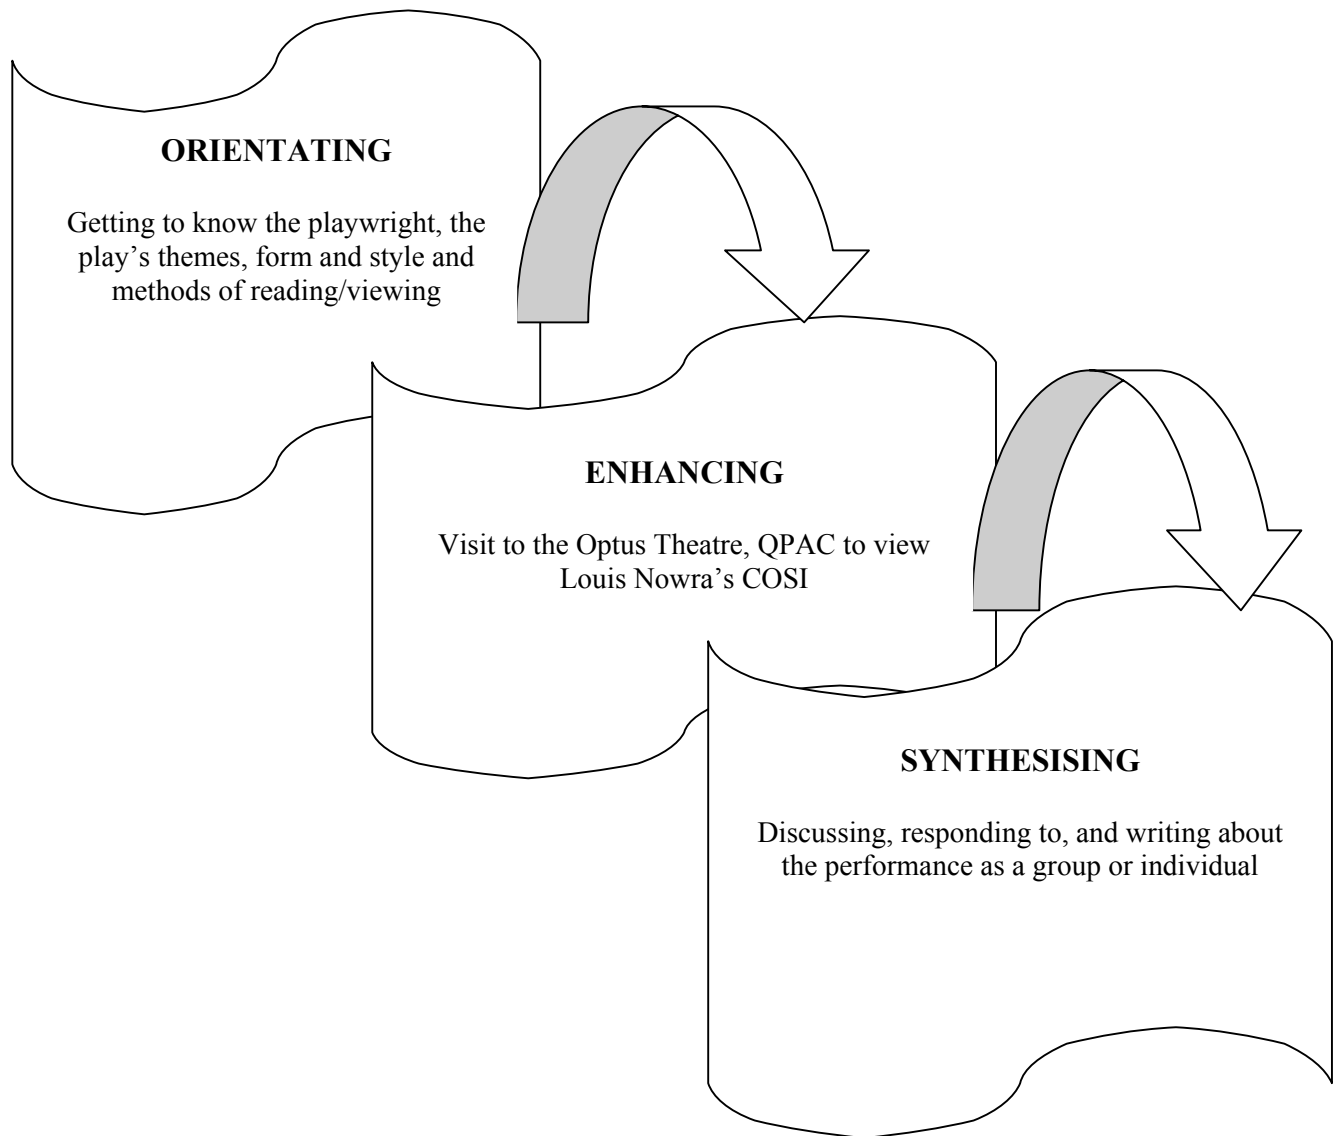 ORIENTATING
Getting to know the playwright, the
play’s themes, form and style and
methods of reading/viewing
ENHANCING
Visit to the Optus Theatre, QPAC to view
Louis Nowra’s COSI
SYNTHESISING
Discussing, responding to, and writing about
the performance as a group or individual